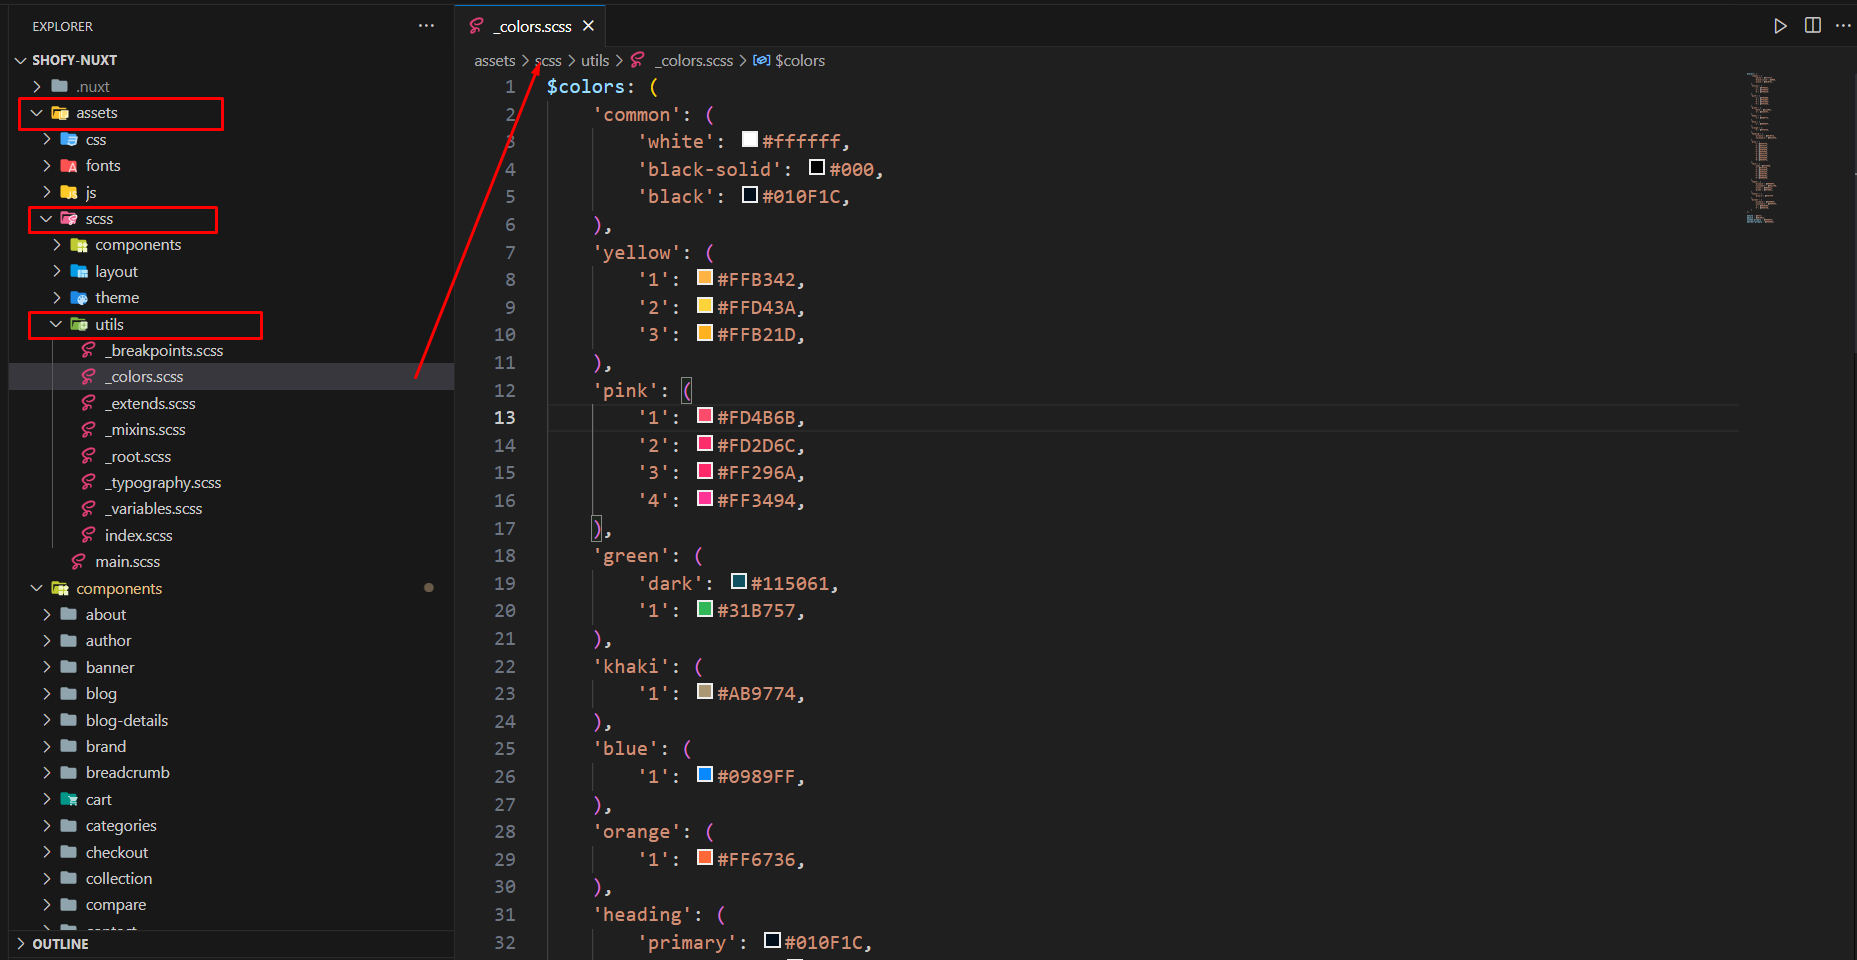 EXPLORER
SHOFY-NUXT
.nuxt
assets
css
fonts
js
scss
components
layout
theme
utils
_breakpoints.scss
_colors.scss
_extends.scss
_mixins.scss
_root.scss
_typography.scss
_variables.scss
index.scss
main.scss
components
about
author
banner
blog
blog-details
brand
breadcrumb
cart
categories
checkout
collection
compare
contact
OUTLINE
_colors.scss
assets > scss > utils > _colors.scss > $colors
1 $colors: (
2 'common': (
3 'white': #ffffff,
4 'black-solid': #000,
5 'black': #010F1C,
6 ),
7 'yellow': (
8 '1': #FFB342,
9 '2': #FFD43A,
10 '3': #FFB21D,
11 ),
12 'pink': (
13 '1': #FD4B6B,
14 '2': #FD2D6C,
15 '3': #FF296A,
16 '4': #FF3494,
17 ),
18 'green': (
19 'dark': #115061,
20 '1': #31B757,
21 ),
22 'khaki': (
23 '1': #AB9774,
24 ),
25 'blue': (
26 '1': #0989FF,
27 ),
28 'orange': (
29 '1': #FF6736,
30 ),
31 'heading': (
32 'primary': #010F1C,